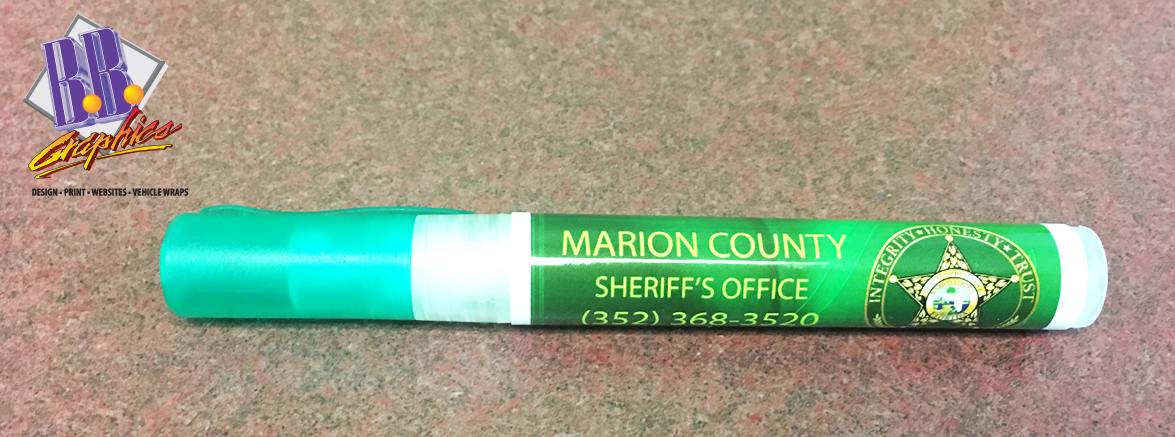 B.B.
Graphics
DESIGN • PRINT • WEBSITES • VEHICLE WRAPS
MARION COUNTY
SHERIFF'S OFFICE
(352) 368-3520
INTEGRITY ★ HONESTY ★ TRUST